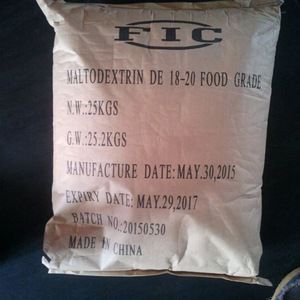 FIC
MALTODEXTRIN DE 18-20 FOOD GRADE
N.W.:25KGS
G.W.:25.2KGS
MANUFACTURE DATE:MAY.30,2015
EXPIRY DATE:MAY.29,2017
BATCH NO.:20150530
MADE IN CHINA